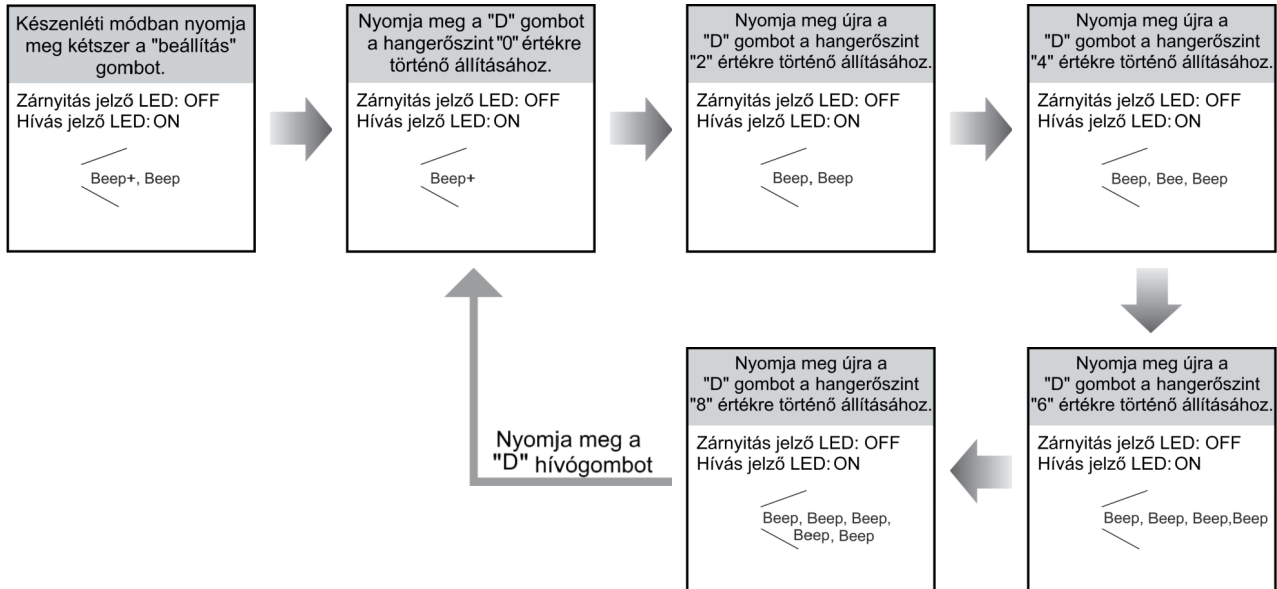 Készenléti módban nyomja
meg kétszer a "beállítás"
gombot.
Zárnyitás jelző LED: OFF
Hívás jelző LED: ON
Beep+, Beep
Nyomja meg a "D" gombot
a hangerőszint "0" értékre
történő állításához.
Zárnyitás jelző LED: OFF
Hívás jelző LED: ON
Beep+
Nyomja meg újra a
"D" gombot a hangerőszint
"2" értékre történő állításához.
Zárnyitás jelző LED: OFF
Hívás jelző LED: ON
Beep, Beep
Nyomja meg újra a
"D" gombot a hangerőszint
"4" értékre történő állításához.
Zárnyitás jelző LED: OFF
Hívás jelző LED: ON
Beep, Bee, Beep
Nyomja meg újra a
"D" gombot a hangerőszint
"6" értékre történő állításához.
Zárnyitás jelző LED: OFF
Hívás jelző LED: ON
Beep, Beep, Beep,Beep
Nyomja meg újra a
"D" gombot a hangerőszint
"8" értékre történő állításához.
Zárnyitás jelző LED: OFF
Hívás jelző LED: ON
Beep, Beep, Beep,
Beep, Beep
Nyomja meg a
"D" hívógombot